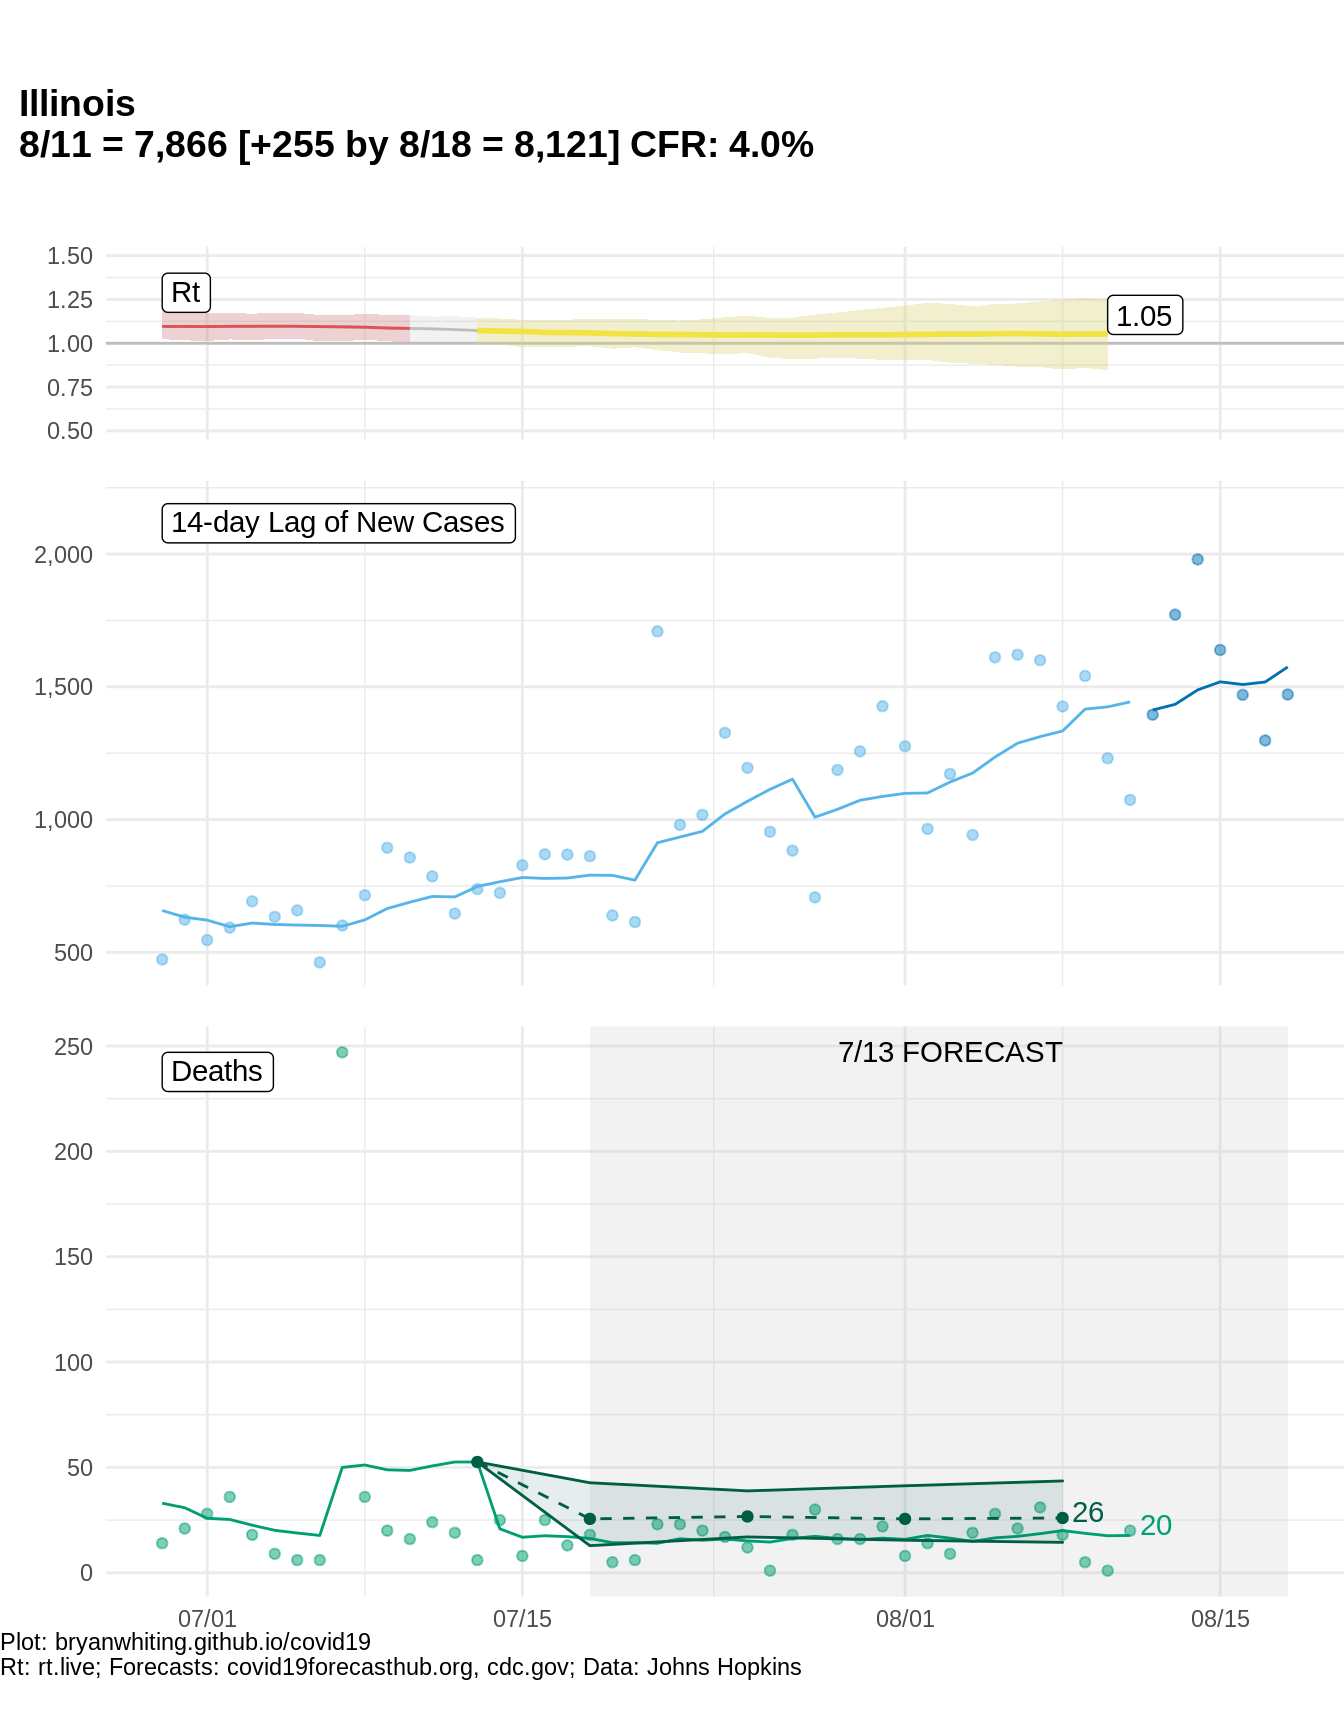 Illinois
8/11 = 7,866 [+255 by 8/18 = 8,121] CFR: 4.0%
1.50
1.25
1.00
0.75
0.50
Rt
1.05
14-day Lag of New Cases
2,000
1,500
1,000
500
250
200
150
100
50
0
Deaths
7/13 FORECAST
26
20
07/01
07/15
08/01
08/15
Plot: bryanwhiting.github.io/covid19
Rt: rt.live; Forecasts: covid19forecasthub.org, cdc.gov; Data: Johns Hopkins